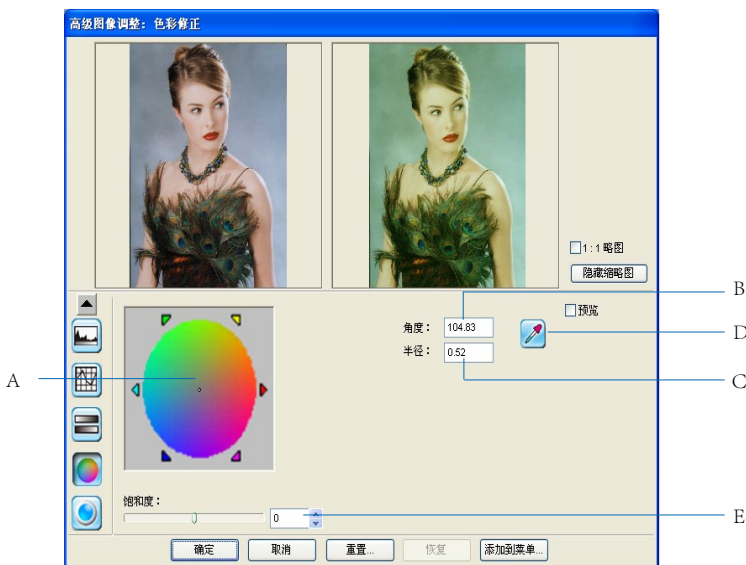 高级图像调整：色彩修正
1:1略图
隐藏缩略图
B
预览
角度：
104.83
D
半径：
0.52
A
C
饱和度：
0
E
确定
取消
重置...
恢复
添加到菜单...